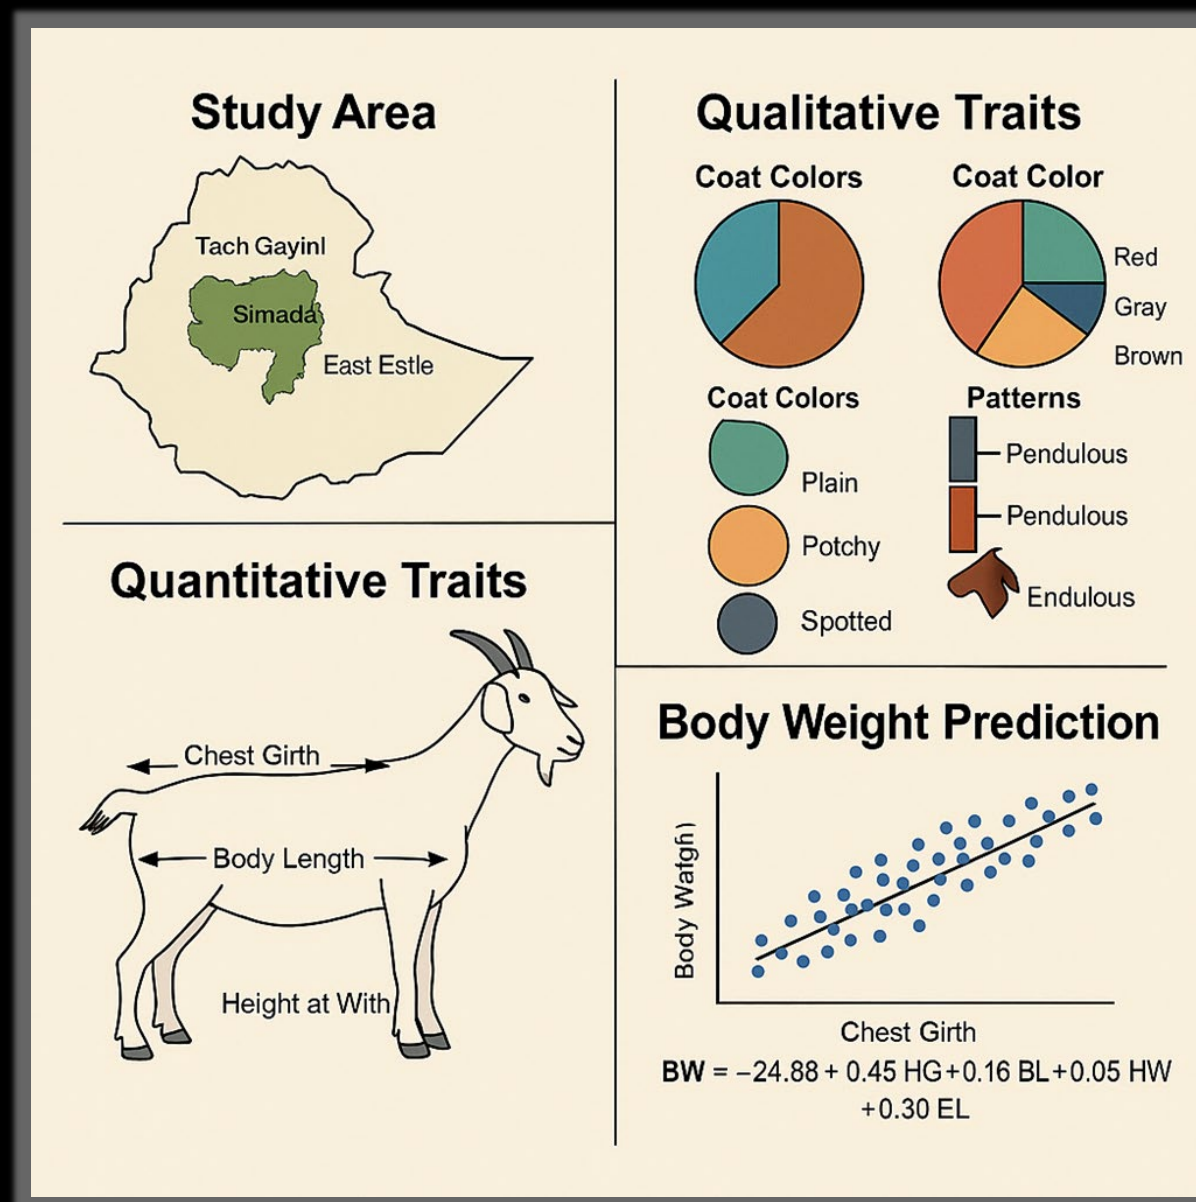 Study Area
Tach Gayinl
Simada
East Estle
Qualitative Traits
Coat Colors
Coat Color
Red
Gray
Brown
Coat Colors
Plain
Potchy
Spotted
Patterns
Pendulous
Pendulous
Endulous
Quantitative Traits
Chest Girth
Body Length
Height at With
Body Weight Prediction
Body
Chest Girth
BW = −24.88 + 0.45 HG+0.16 BL+0.05 HW
+0.30 EL